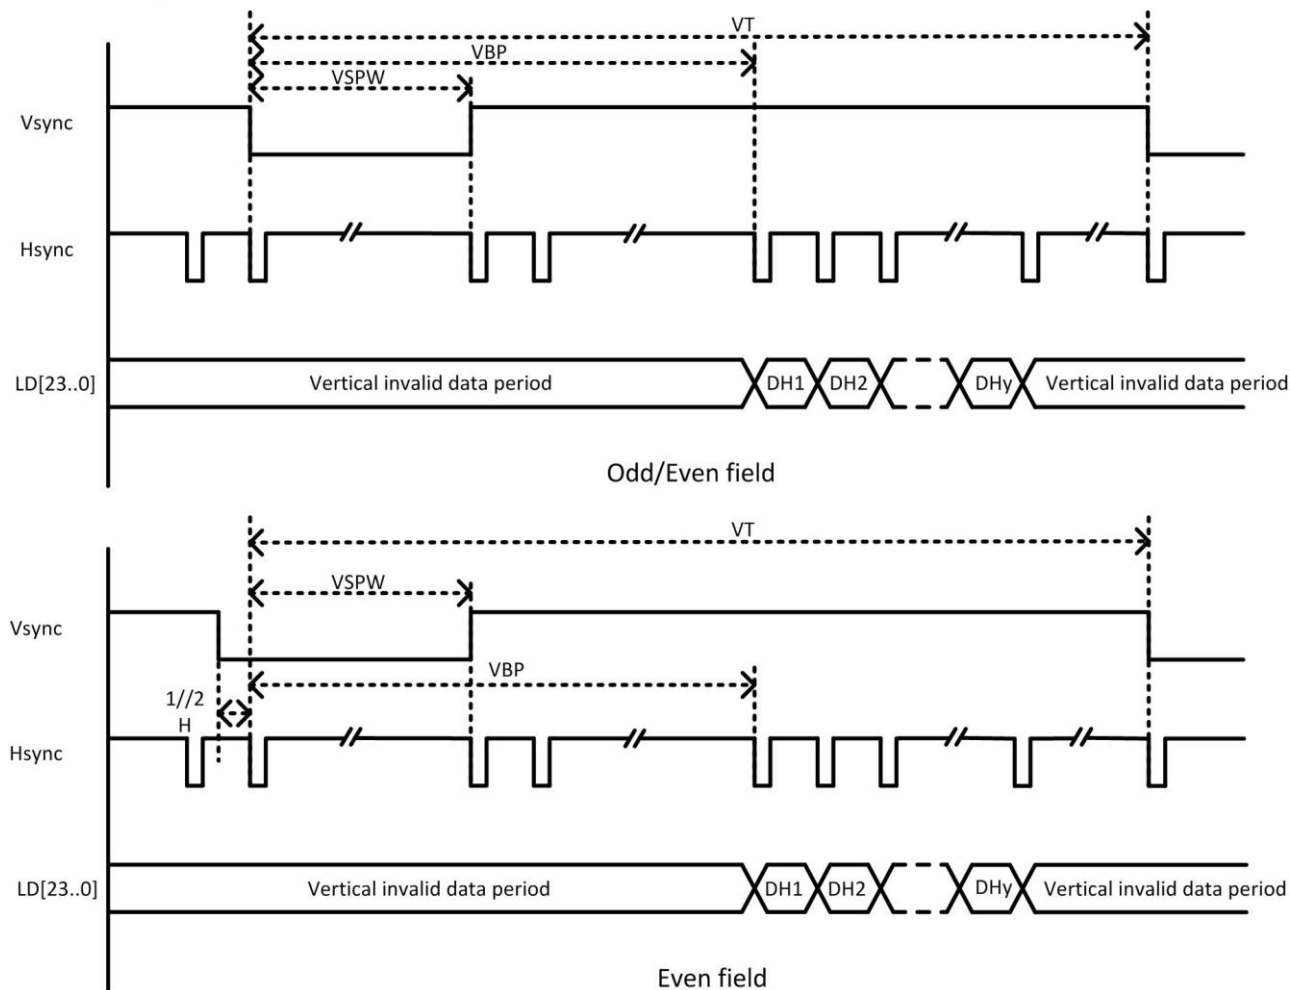 VT
VBP
VSPW
Vsync
Hsync
LD[23..0] Vertical invalid data period DH1 DH2 DHy Vertical invalid data period
Odd/Even field
VT
VSPW
Vsync
VBP
1//2
H
Hsync
LD[23..0] Vertical invalid data period DH1 DH2 DHy Vertical invalid data period
Even field